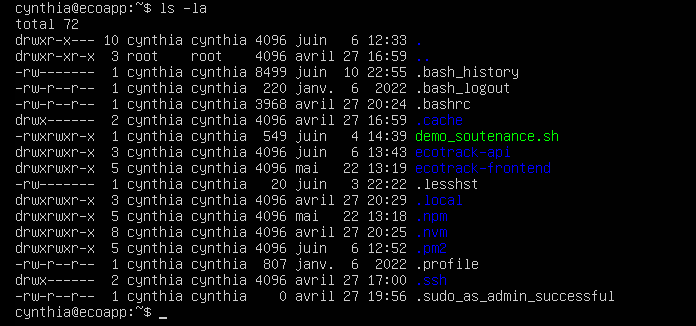 cynthia@ecoapp:~$ ls -la
total 72
drwxr-x--- 10 cynthia cynthia 4096 juin   6 12:33 .
drwxr-xr-x  3 root    root    4096 avril 27 16:59 ..
-rw-------  1 cynthia cynthia 8499 juin  10 22:55 .bash_history
-rw-r--r--  1 cynthia cynthia  220 janv.  6  2022 .bash_logout
-rw-r--r--  1 cynthia cynthia 3968 avril 27 20:24 .bashrc
drwx------  2 cynthia cynthia 4096 avril 27 16:59 .cache
-rwxrwxr-x  1 cynthia cynthia  549 juin   4 14:39 demo_soutenance.sh
drwxrwxr-x  3 cynthia cynthia 4096 juin   6 13:43 ecotrack-api
drwxrwxr-x  5 cynthia cynthia 4096 mai   22 13:19 ecotrack-frontend
-rw-------  1 cynthia cynthia   20 juin   3 22:22 .lesshst
drwxrwxr-x  3 cynthia cynthia 4096 avril 27 20:29 .local
drwxrwxr-x  5 cynthia cynthia 4096 mai   22 13:18 .npm
drwxrwxr-x  8 cynthia cynthia 4096 avril 27 20:25 .nvm
drwxrwxr-x  5 cynthia cynthia 4096 juin   6 12:52 .pm2
-rw-r--r--  1 cynthia cynthia  807 janv.  6  2022 .profile
drwx------  2 cynthia cynthia 4096 avril 27 17:00 .ssh
-rw-r--r--  1 cynthia cynthia    0 avril 27 19:56 .sudo_as_admin_successful
cynthia@ecoapp:~$ _